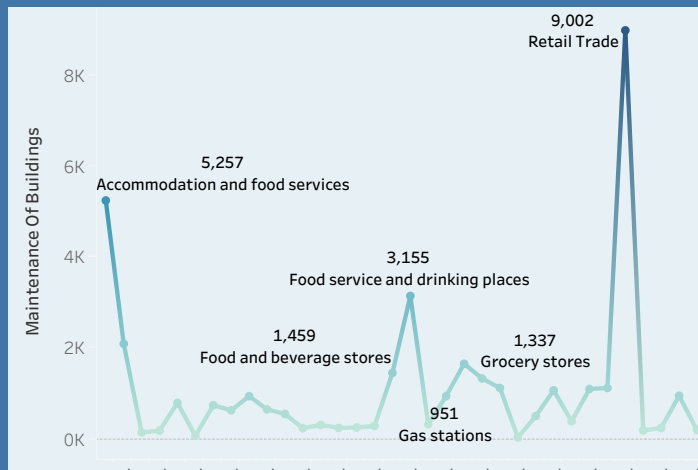 9,002
Retail Trade
8K
6K
5,257
Accommodation and food services
4K
3,155
Food service and drinking places
2K
1,459
Food and beverage stores
1,337
Grocery stores
951
Gas stations
0K
Maintenance Of Buildings